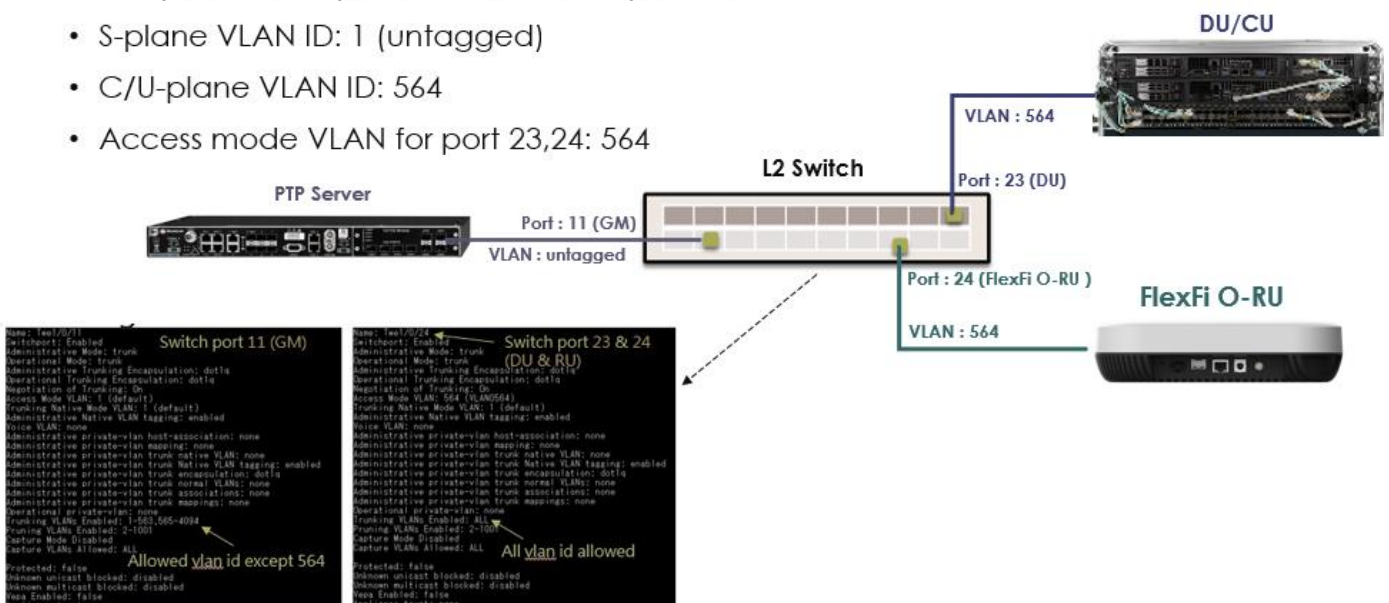 • S-plane VLAN ID: 1 (untagged)
• C/U-plane VLAN ID: 564
• Access mode VLAN for port 23,24: 564
DU/CU
VLAN : 564
L2 Switch
Port : 23 (DU)
PTP Server
Port : 11 (GM)
VLAN : untagged
Port : 24 (FlexFi O-RU )
FlexFi O-RU
VLAN : 564
Name: Twe1/0/11
Switch port 11 (GM)
Switchport: Enabled
Administrative Mode: trunk
Operational Mode: trunk
Administrative Trunking Encapsulation: dot1q
Operational Trunking Encapsulation: dot1q
Negotiation of Trunking: On
Access Mode VLAN: 1 (default)
Trunking Native Mode VLAN: 1 (default)
Administrative Native VLAN tagging: enabled
Voice VLAN: none
Administrative private-vlan host-association: none
Administrative private-vlan mapping: none
Administrative private-vlan trunk native VLAN: none
Administrative private-vlan trunk Native VLAN tagging: enabled
Administrative private-vlan trunk encapsulation: dot1q
Administrative private-vlan trunk normal VLANs: none
Administrative private-vlan trunk associations: none
Administrative private-vlan trunk mappings: none
Operational private-vlan: none
Trunking VLANs Enabled: 1-563,565-4094
Pruning VLANs Enabled: 2-1001
Capture Mode Disabled
Capture VLANs Allowed: ALL
Allowed vlan id except 564
Protected: false
Unknown unicast blocked: disabled
Unknown multicast blocked: disabled
Vepa Enabled: false
Name: Twe1/0/24
Switch port 23 & 24
(DU & RU)
Switchport: Enabled
Administrative Mode: trunk
Operational Mode: trunk
Administrative Trunking Encapsulation: dot1q
Operational Trunking Encapsulation: dot1q
Negotiation of Trunking: On
Access Mode VLAN: 564 (VLAN0564)
Trunking Native Mode VLAN: 1 (default)
Administrative Native VLAN tagging: enabled
Voice VLAN: none
Administrative private-vlan host-association: none
Administrative private-vlan mapping: none
Administrative private-vlan trunk native VLAN: none
Administrative private-vlan trunk Native VLAN tagging: enabled
Administrative private-vlan trunk encapsulation: dot1q
Administrative private-vlan trunk normal VLANs: none
Administrative private-vlan trunk associations: none
Administrative private-vlan trunk mappings: none
Operational private-vlan: none
Trunking VLANs Enabled: ALL
Pruning VLANs Enabled: 2-1001
Capture Mode Disabled
Capture VLANs Allowed: ALL
All vlan id allowed
Protected: false
Unknown unicast blocked: disabled
Unknown multicast blocked: disabled
Vepa Enabled: false